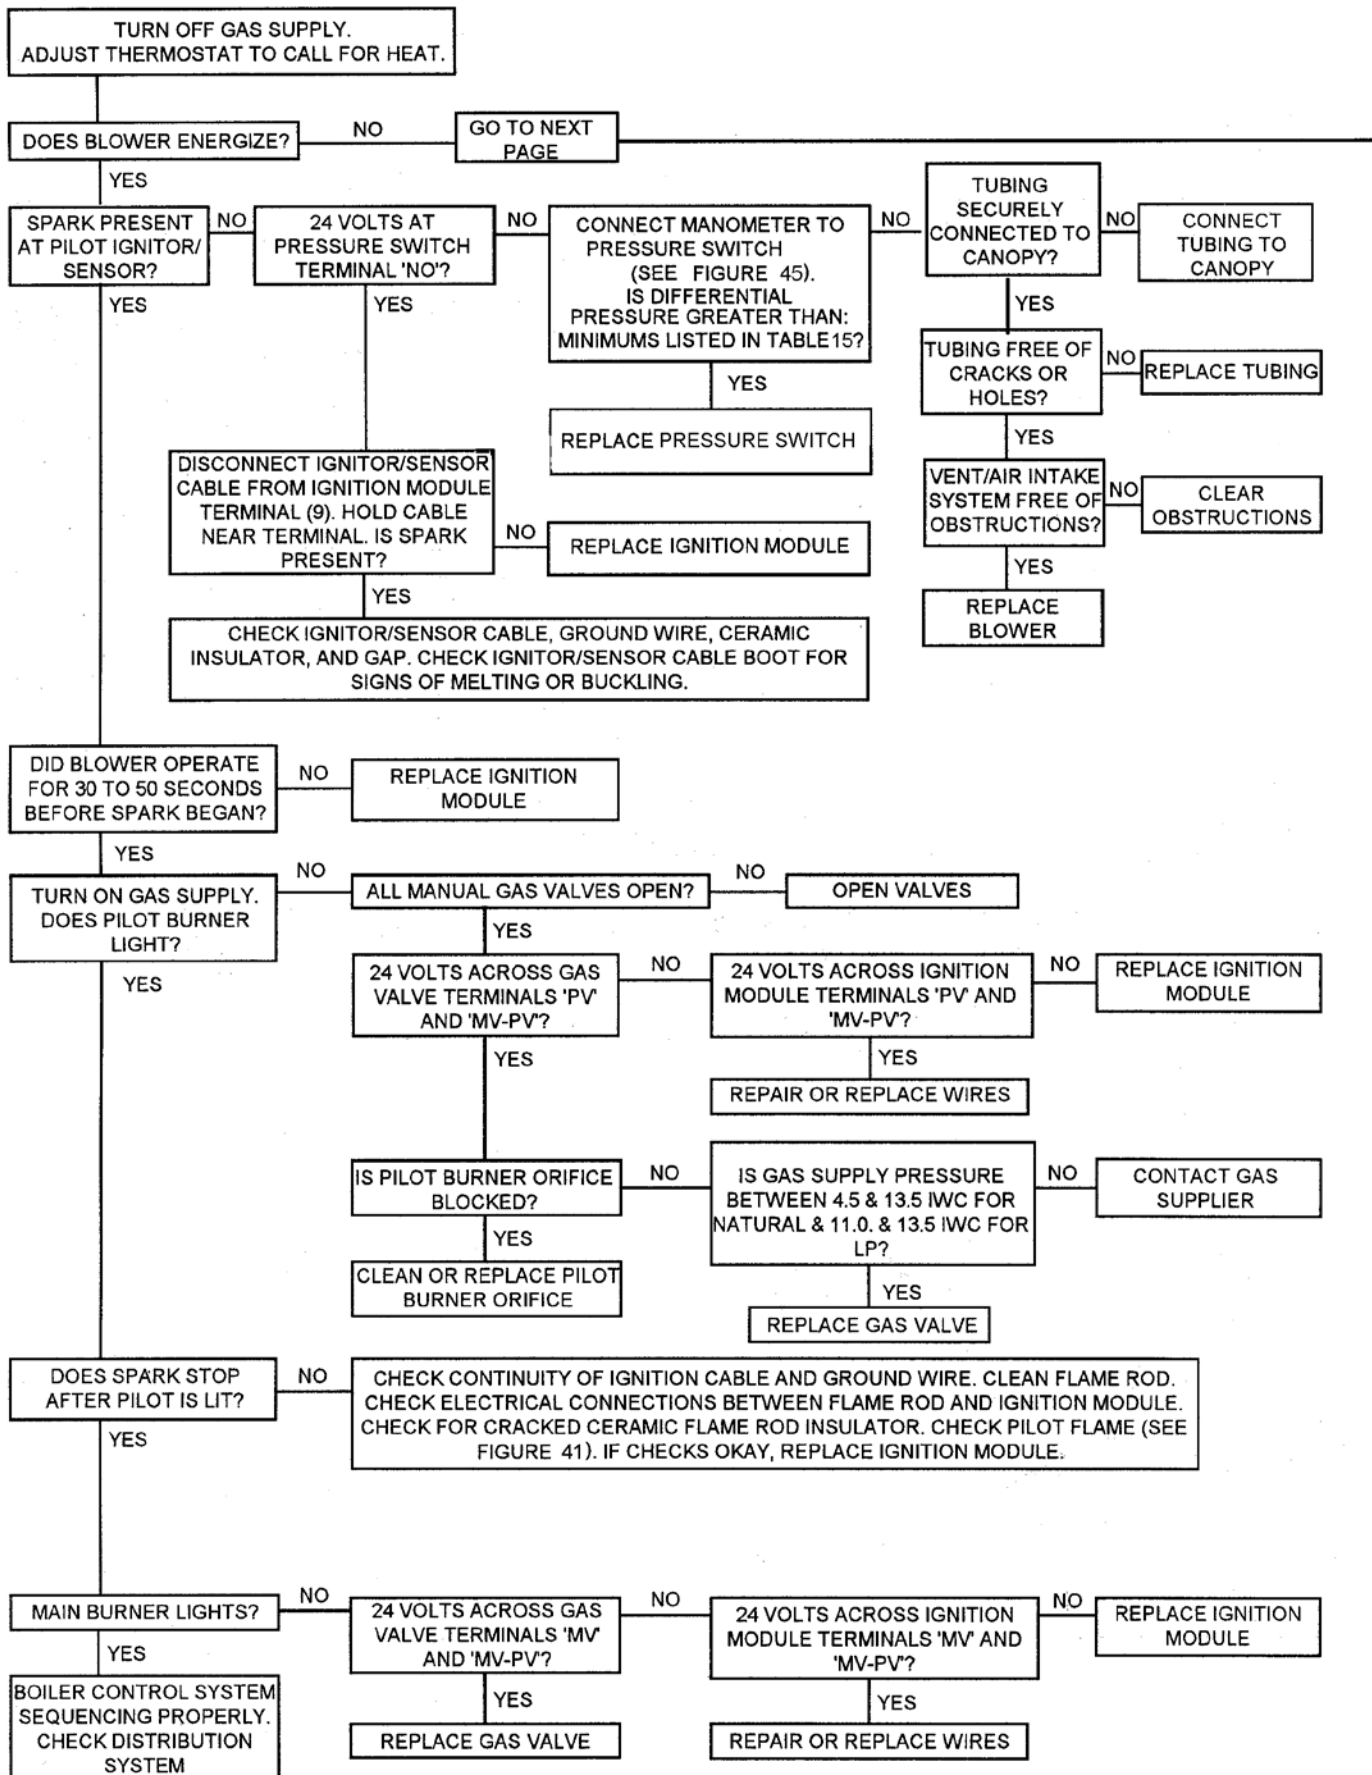 TURN OFF GAS SUPPLY.
ADJUST THERMOSTAT TO CALL FOR HEAT.
DOES BLOWER ENERGIZE?
NO
GO TO NEXT
PAGE
YES
SPARK PRESENT
AT PILOT IGNITOR/
SENSOR?
NO
24 VOLTS AT
PRESSURE SWITCH
TERMINAL 'NO'?
NO
CONNECT MANOMETER TO
PRESSURE SWITCH
(SEE FIGURE 45).
IS DIFFERENTIAL
PRESSURE GREATER THAN:
MINIMUMS LISTED IN TABLE 15?
NO
TUBING
SECURELY
CONNECTED TO
CANOPY?
NO
CONNECT
TUBING TO
CANOPY
YES
YES
YES
TUBING FREE OF
CRACKS OR
HOLES?
NO
REPLACE TUBING
YES
REPLACE PRESSURE SWITCH
YES
DISCONNECT IGNITOR/SENSOR
CABLE FROM IGNITION MODULE
TERMINAL (9). HOLD CABLE
NEAR TERMINAL. IS SPARK
PRESENT?
NO
REPLACE IGNITION MODULE
VENT/AIR INTAKE
SYSTEM FREE OF
OBSTRUCTIONS?
NO
CLEAR
OBSTRUCTIONS
YES
REPLACE
BLOWER
YES
CHECK IGNITOR/SENSOR CABLE, GROUND WIRE, CERAMIC
INSULATOR, AND GAP. CHECK IGNITOR/SENSOR CABLE BOOT FOR
SIGNS OF MELTING OR BUCKLING.
DID BLOWER OPERATE
FOR 30 TO 50 SECONDS
BEFORE SPARK BEGAN?
NO
REPLACE IGNITION
MODULE
YES
TURN ON GAS SUPPLY.
DOES PILOT BURNER
LIGHT?
NO
ALL MANUAL GAS VALVES OPEN?
NO
OPEN VALVES
YES
YES
24 VOLTS ACROSS GAS
VALVE TERMINALS 'PV'
AND 'MV-PV'?
NO
24 VOLTS ACROSS IGNITION
MODULE TERMINALS 'PV' AND
'MV-PV'?
NO
REPLACE IGNITION
MODULE
YES
YES
REPAIR OR REPLACE WIRES
IS PILOT BURNER ORIFICE
BLOCKED?
NO
IS GAS SUPPLY PRESSURE
BETWEEN 4.5 & 13.5 IWC FOR
NATURAL & 11.0. & 13.5 IWC FOR
LP?
NO
CONTACT GAS
SUPPLIER
YES
CLEAN OR REPLACE PILOT
BURNER ORIFICE
YES
REPLACE GAS VALVE
DOES SPARK STOP
AFTER PILOT IS LIT?
NO
CHECK CONTINUITY OF IGNITION CABLE AND GROUND WIRE. CLEAN FLAME ROD.
CHECK ELECTRICAL CONNECTIONS BETWEEN FLAME ROD AND IGNITION MODULE.
CHECK FOR CRACKED CERAMIC FLAME ROD INSULATOR. CHECK PILOT FLAME (SEE
FIGURE 41). IF CHECKS OKAY, REPLACE IGNITION MODULE.
YES
MAIN BURNER LIGHTS?
NO
24 VOLTS ACROSS GAS
VALVE TERMINALS 'MV'
AND 'MV-PV'?
NO
24 VOLTS ACROSS IGNITION
MODULE TERMINALS 'MV' AND
'MV-PV'?
NO
REPLACE IGNITION
MODULE
YES
BOILER CONTROL SYSTEM
SEQUENCING PROPERLY.
CHECK DISTRIBUTION
SYSTEM
YES
REPLACE GAS VALVE
YES
REPAIR OR REPLACE WIRES